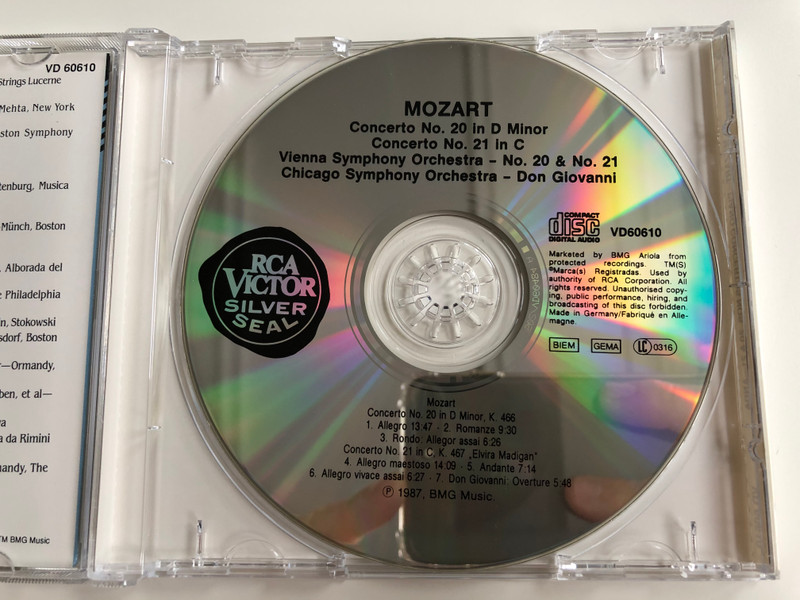 VD 60610
Strings Lucerne
Mehta, New York
ston Symphony
tenburg, Musica
Münch, Boston
Alborada del
Philadelphia
n, Stokowski
sdorf, Boston
r—Ormandy,
ben, et al—
a da Rimini
mandy, The
TM BMG Music
MOZART
Concerto No. 20 in D Minor
Concerto No. 21 in C
Vienna Symphony Orchestra – No. 20 & No. 21
Chicago Symphony Orchestra – Don Giovanni
RCA
VICTOR
SILVER
SEAL
COMPACT
disc
DIGITAL AUDIO
VD60610
Marketed by BMG Ariola from
protected recordings. TM(S)
®Marca(s) Registradas. Used by
authority of RCA Corporation. All
rights reserved. Unauthorised copy-
ing, public performance, hiring, and
broadcasting of this disc forbidden.
Made in Germany/Fabriqué en Alle-
magne.
BIEM GEMA LC 0316
Mozart
Concerto No. 20 in D Minor, K. 466
1. Allegro 13:47 · 2. Romanze 9:30
3. Rondo: Allegor assai 6:26
Concerto No. 21 in C, K. 467 „Elvira Madigan"
4. Allegro maestoso 14:09 · 5. Andante 7:14
6. Allegro vivace assai 6:27 · 7. Don Giovanni: Overture 5:48
℗ 1987, BMG Music.